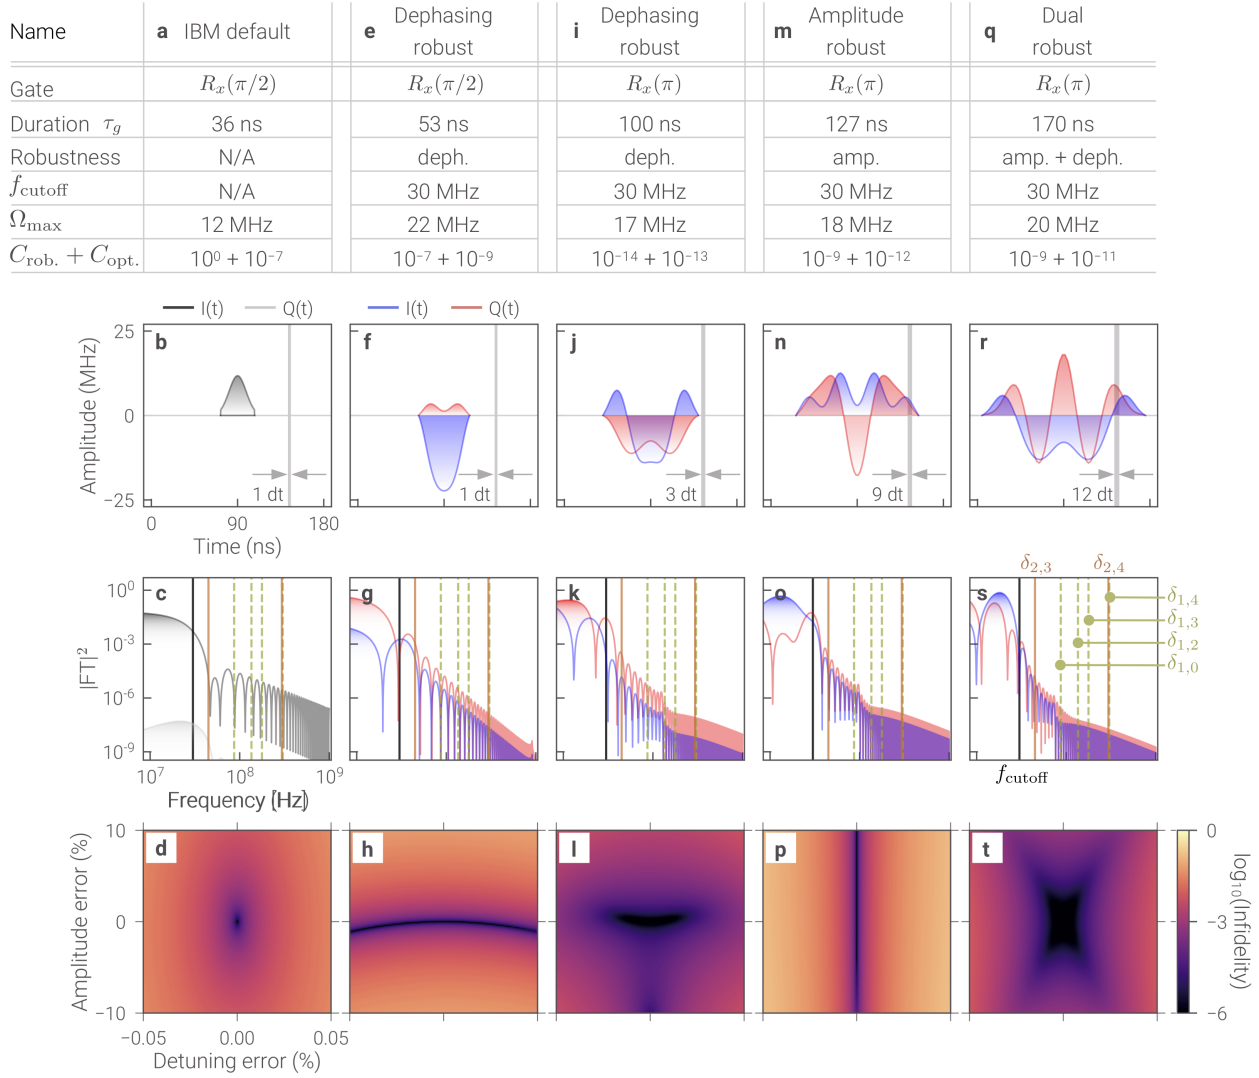 Name a IBM default e Dephasing robust i Dephasing robust m Amplitude robust q Dual robust
Gate Rₓ(π/2) Rₓ(π/2) Rₓ(π) Rₓ(π) Rₓ(π)
Duration τg 36 ns 53 ns 100 ns 127 ns 170 ns
Robustness N/A deph. deph. amp. amp. + deph.
fcutoff N/A 30 MHz 30 MHz 30 MHz 30 MHz
Ωmax 12 MHz 22 MHz 17 MHz 18 MHz 20 MHz
Crob. + Copt. 10⁰ + 10⁻⁷ 10⁻⁷ + 10⁻⁹ 10⁻¹⁴ + 10⁻¹³ 10⁻⁹ + 10⁻¹² 10⁻⁹ + 10⁻¹¹
I(t) Q(t) I(t) Q(t)
Amplitude (MHz)
25 0 −25
b f j n r
1 dt 1 dt 3 dt 9 dt 12 dt
0 90 180
Time (ns)
δ2,3 δ2,4
|FT|²
10⁰ 10⁻³ 10⁻⁶ 10⁻⁹
c g k o s
δ1,4
δ1,3
δ1,2
δ1,0
10⁷ 10⁸ 10⁹
fcutoff
Frequency (Hz)
Amplitude error (%)
10 0 −10
d h l p t
0 −3 −6
log₁₀(Infidelity)
−0.05 0.00 0.05
Detuning error (%)